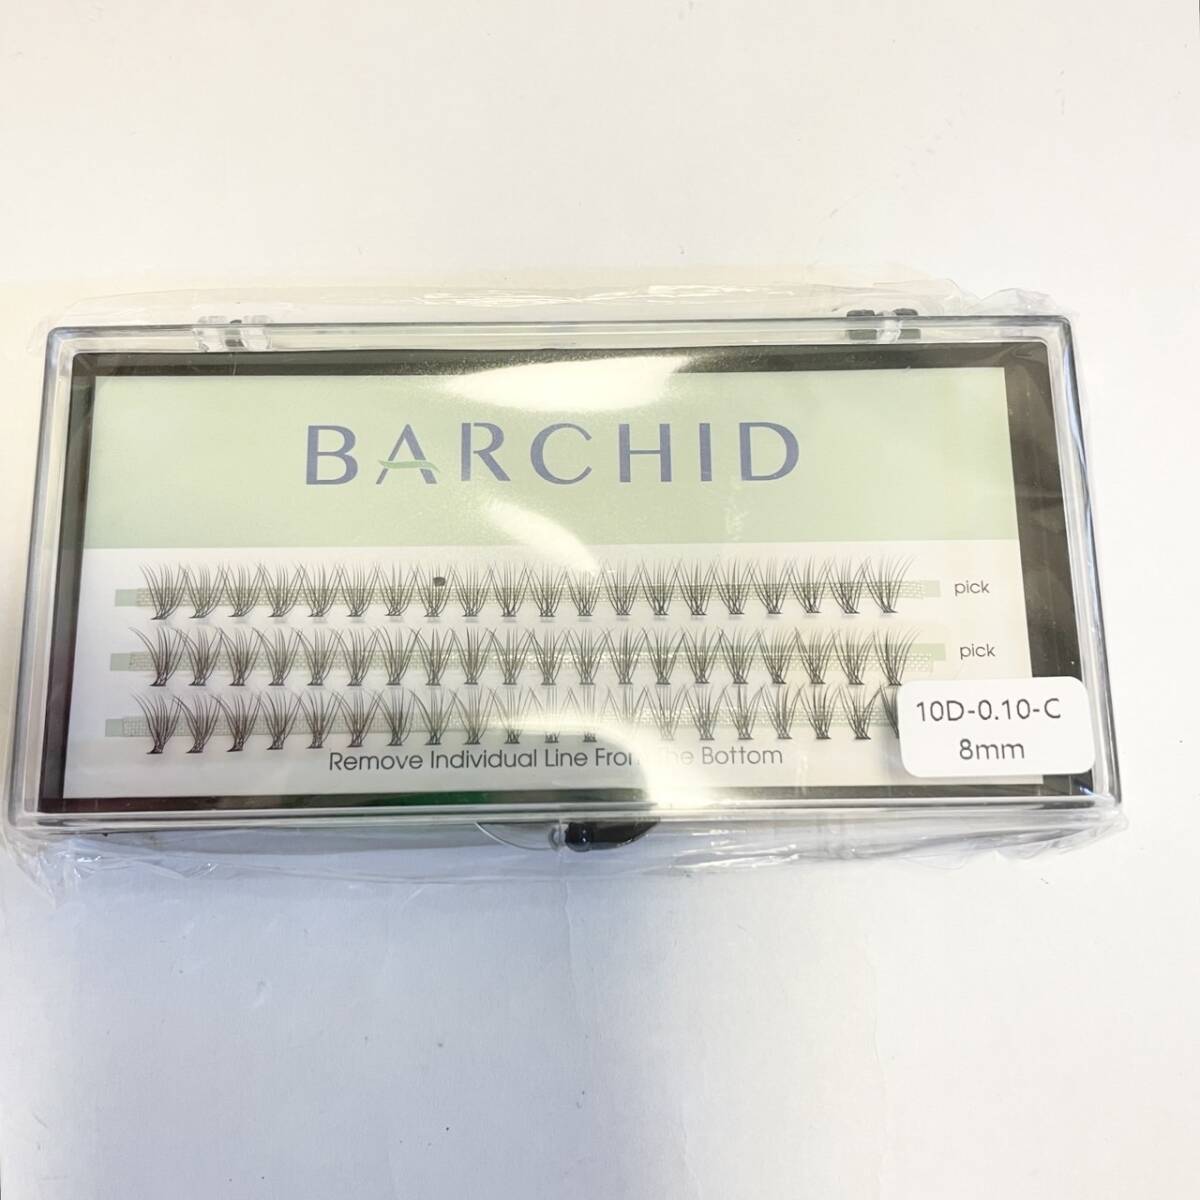 BARCHID
pick
pick
10D-0.10-C
8mm
Remove Individual Line From The Bottom